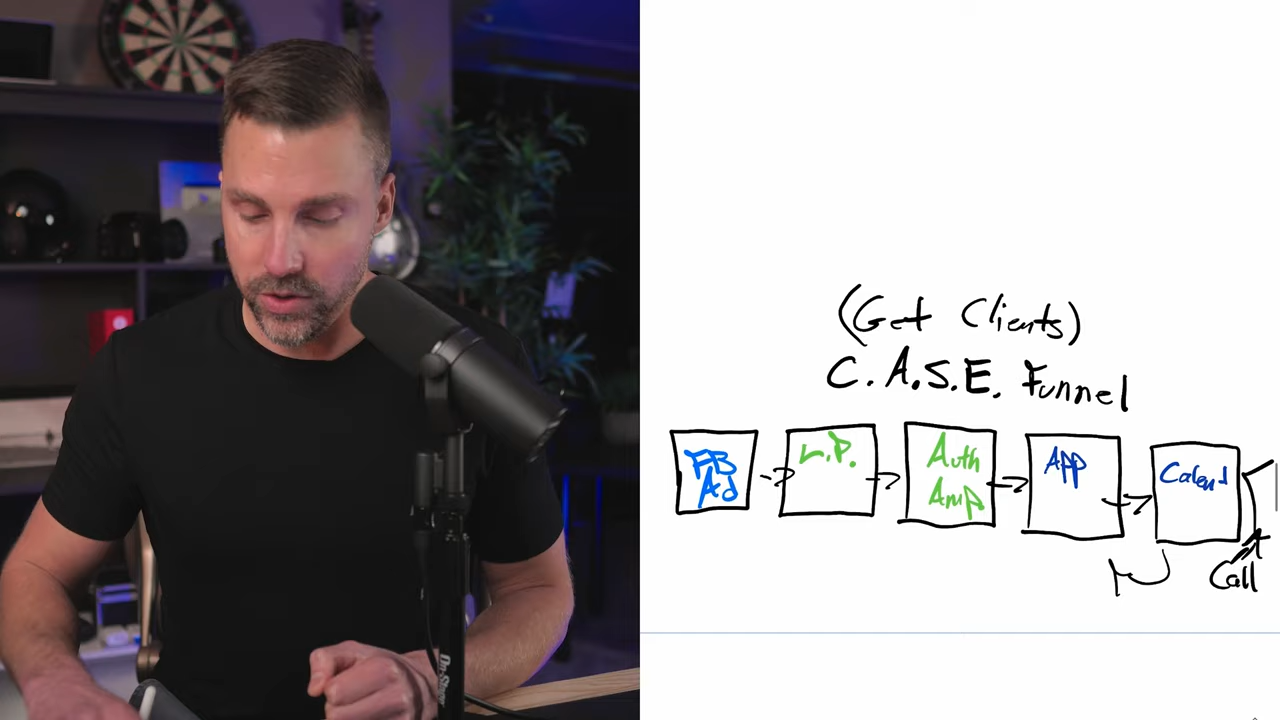 (Get Clients)
C.A.S.E. Funnel
FB
Ad
L.P.
Auth
Amp
APP
Calend
Call